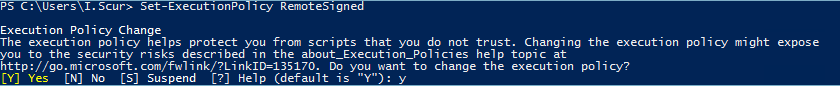 PS C:\Users\I.Scur> Set-ExecutionPolicy RemoteSigned
Execution Policy Change
The execution policy helps protect you from scripts that you do not trust. Changing the execution policy might expose
you to the security risks described in the about_Execution_Policies help topic at
http://go.microsoft.com/fwlink/?LinkID=135170. Do you want to change the execution policy?
[Y] Yes  [N] No  [S] Suspend  [?] Help (default is "Y"): y